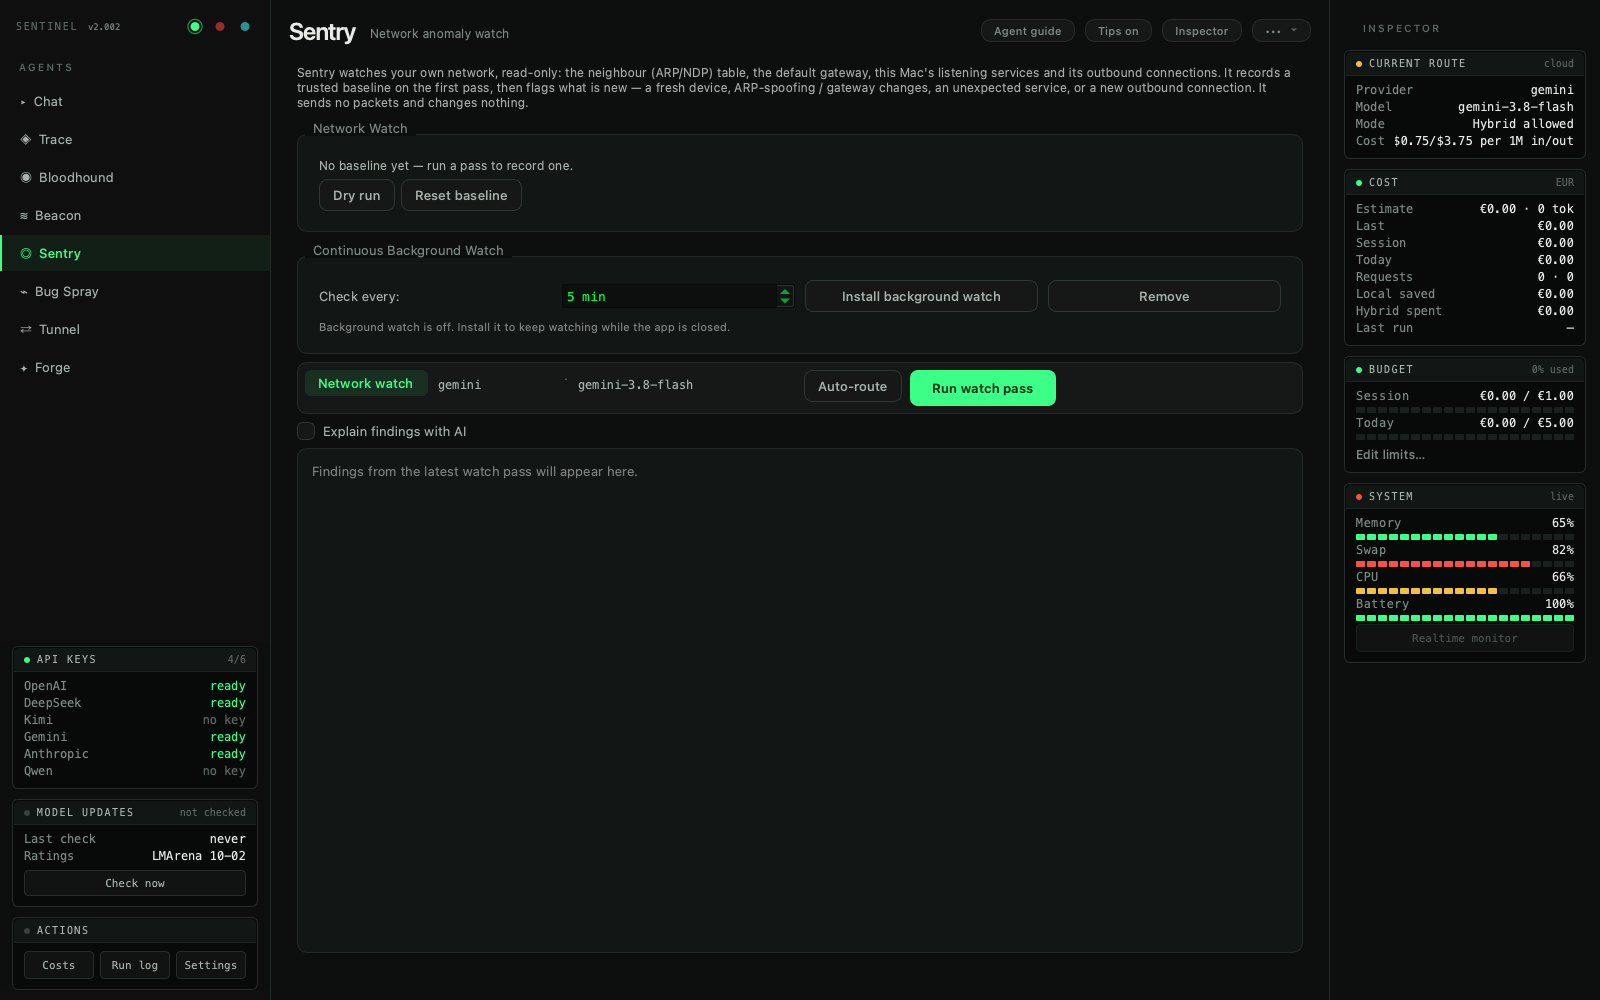 SENTINEL v2.002
AGENTS
Chat
Trace
Bloodhound
Beacon
Sentry
Bug Spray
Tunnel
Forge
API KEYS 4/6
OpenAI ready
DeepSeek ready
Kimi no key
Gemini ready
Anthropic ready
Qwen no key
MODEL UPDATES not checked
Last check never
Ratings LMArena 10-02
Check now
ACTIONS
Costs Run log Settings
Sentry Network anomaly watch
Agent guide Tips on Inspector ...
Sentry watches your own network, read-only: the neighbour (ARP/NDP) table, the default gateway, this Mac's listening services and its outbound connections. It records a
trusted baseline on the first pass, then flags what is new — a fresh device, ARP-spoofing / gateway changes, an unexpected service, or a new outbound connection. It
sends no packets and changes nothing.
Network Watch
No baseline yet — run a pass to record one.
Dry run Reset baseline
Continuous Background Watch
Check every: 5 min Install background watch Remove
Background watch is off. Install it to keep watching while the app is closed.
Network watch gemini gemini-3.8-flash Auto-route Run watch pass
Explain findings with AI
Findings from the latest watch pass will appear here.
INSPECTOR
CURRENT ROUTE cloud
Provider gemini
Model gemini-3.8-flash
Mode Hybrid allowed
Cost $0.75/$3.75 per 1M in/out
COST EUR
Estimate €0.00 · 0 tok
Last €0.00
Session €0.00
Today €0.00
Requests 0 · 0
Local saved €0.00
Hybrid spent €0.00
Last run —
BUDGET 0% used
Session €0.00 / €1.00
Today €0.00 / €5.00
Edit limits…
SYSTEM live
Memory 65%
Swap 82%
CPU 66%
Battery 100%
Realtime monitor